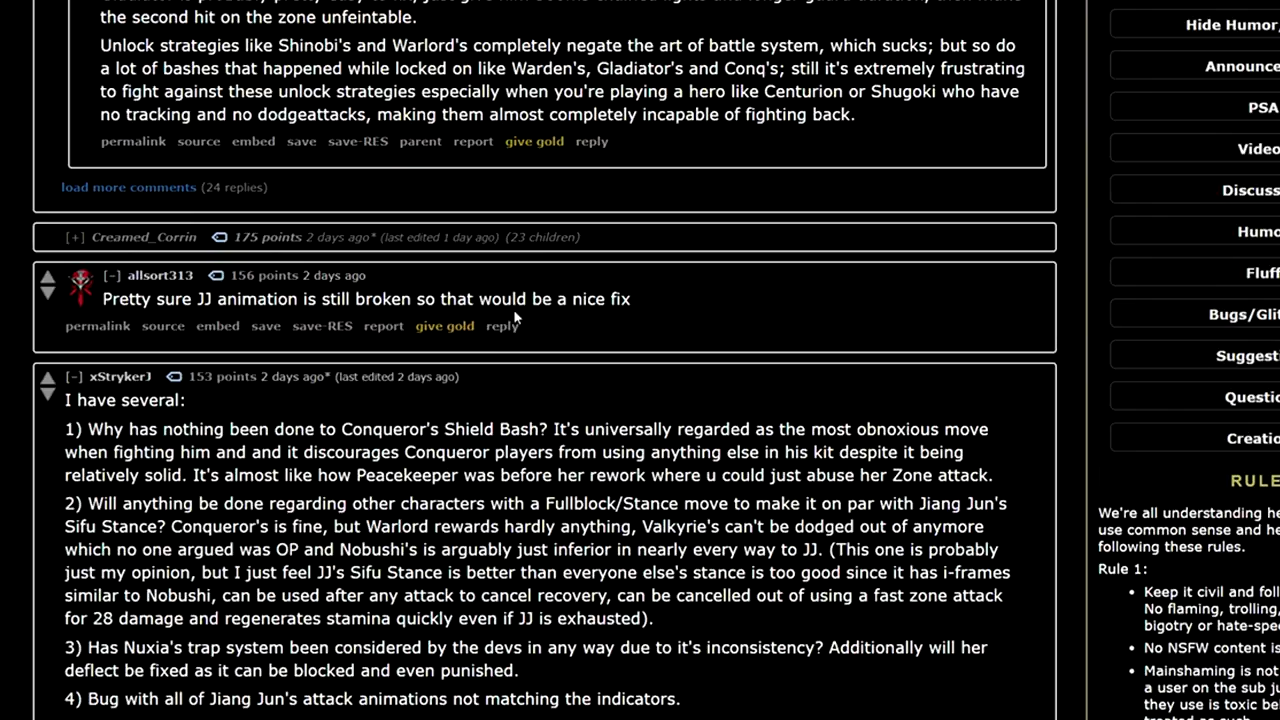 the second hit on the zone unfeintable.
Unlock strategies like Shinobi's and Warlord's completely negate the art of battle system, which sucks; but so do
a lot of bashes that happened while locked on like Warden's, Gladiator's and Conq's; still it's extremely frustrating
to fight against these unlock strategies especially when you're playing a hero like Centurion or Shugoki who have
no tracking and no dodgeattacks, making them almost completely incapable of fighting back.
permalink source embed save save-RES parent report give gold reply
load more comments (24 replies)
[+] Creamed_Corrin 175 points 2 days ago* (last edited 1 day ago) (23 children)
[-] allsort313 156 points 2 days ago
Pretty sure JJ animation is still broken so that would be a nice fix
permalink source embed save save-RES report give gold reply
[-] xStrykerJ 153 points 2 days ago* (last edited 2 days ago)
I have several:
1) Why has nothing been done to Conqueror's Shield Bash? It's universally regarded as the most obnoxious move
when fighting him and and it discourages Conqueror players from using anything else in his kit despite it being
relatively solid. It's almost like how Peacekeeper was before her rework where u could just abuse her Zone attack.
2) Will anything be done regarding other characters with a Fullblock/Stance move to make it on par with Jiang Jun's
Sifu Stance? Conqueror's is fine, but Warlord rewards hardly anything, Valkyrie's can't be dodged out of anymore
which no one argued was OP and Nobushi's is arguably just inferior in nearly every way to JJ. (This one is probably
just my opinion, but I just feel JJ's Sifu Stance is better than everyone else's stance is too good since it has i-frames
similar to Nobushi, can be used after any attack to cancel recovery, can be cancelled out of using a fast zone attack
for 28 damage and regenerates stamina quickly even if JJ is exhausted).
3) Has Nuxia's trap system been considered by the devs in any way due to it's inconsistency? Additionally will her
deflect be fixed as it can be blocked and even punished.
4) Bug with all of Jiang Jun's attack animations not matching the indicators.
Hide Humor/
Announce
PSA
Video
Discuss
Humo
Fluff
Bugs/Glit
Suggest
Questio
Creatio
RULE
We're all understanding he
use common sense and he
following these rules.
Rule 1:
• Keep it civil and foll
No flaming, trolling,
bigotry or hate-spe
• No NSFW content is
• Mainshaming is not
a user on the sub ju
they use is toxic be